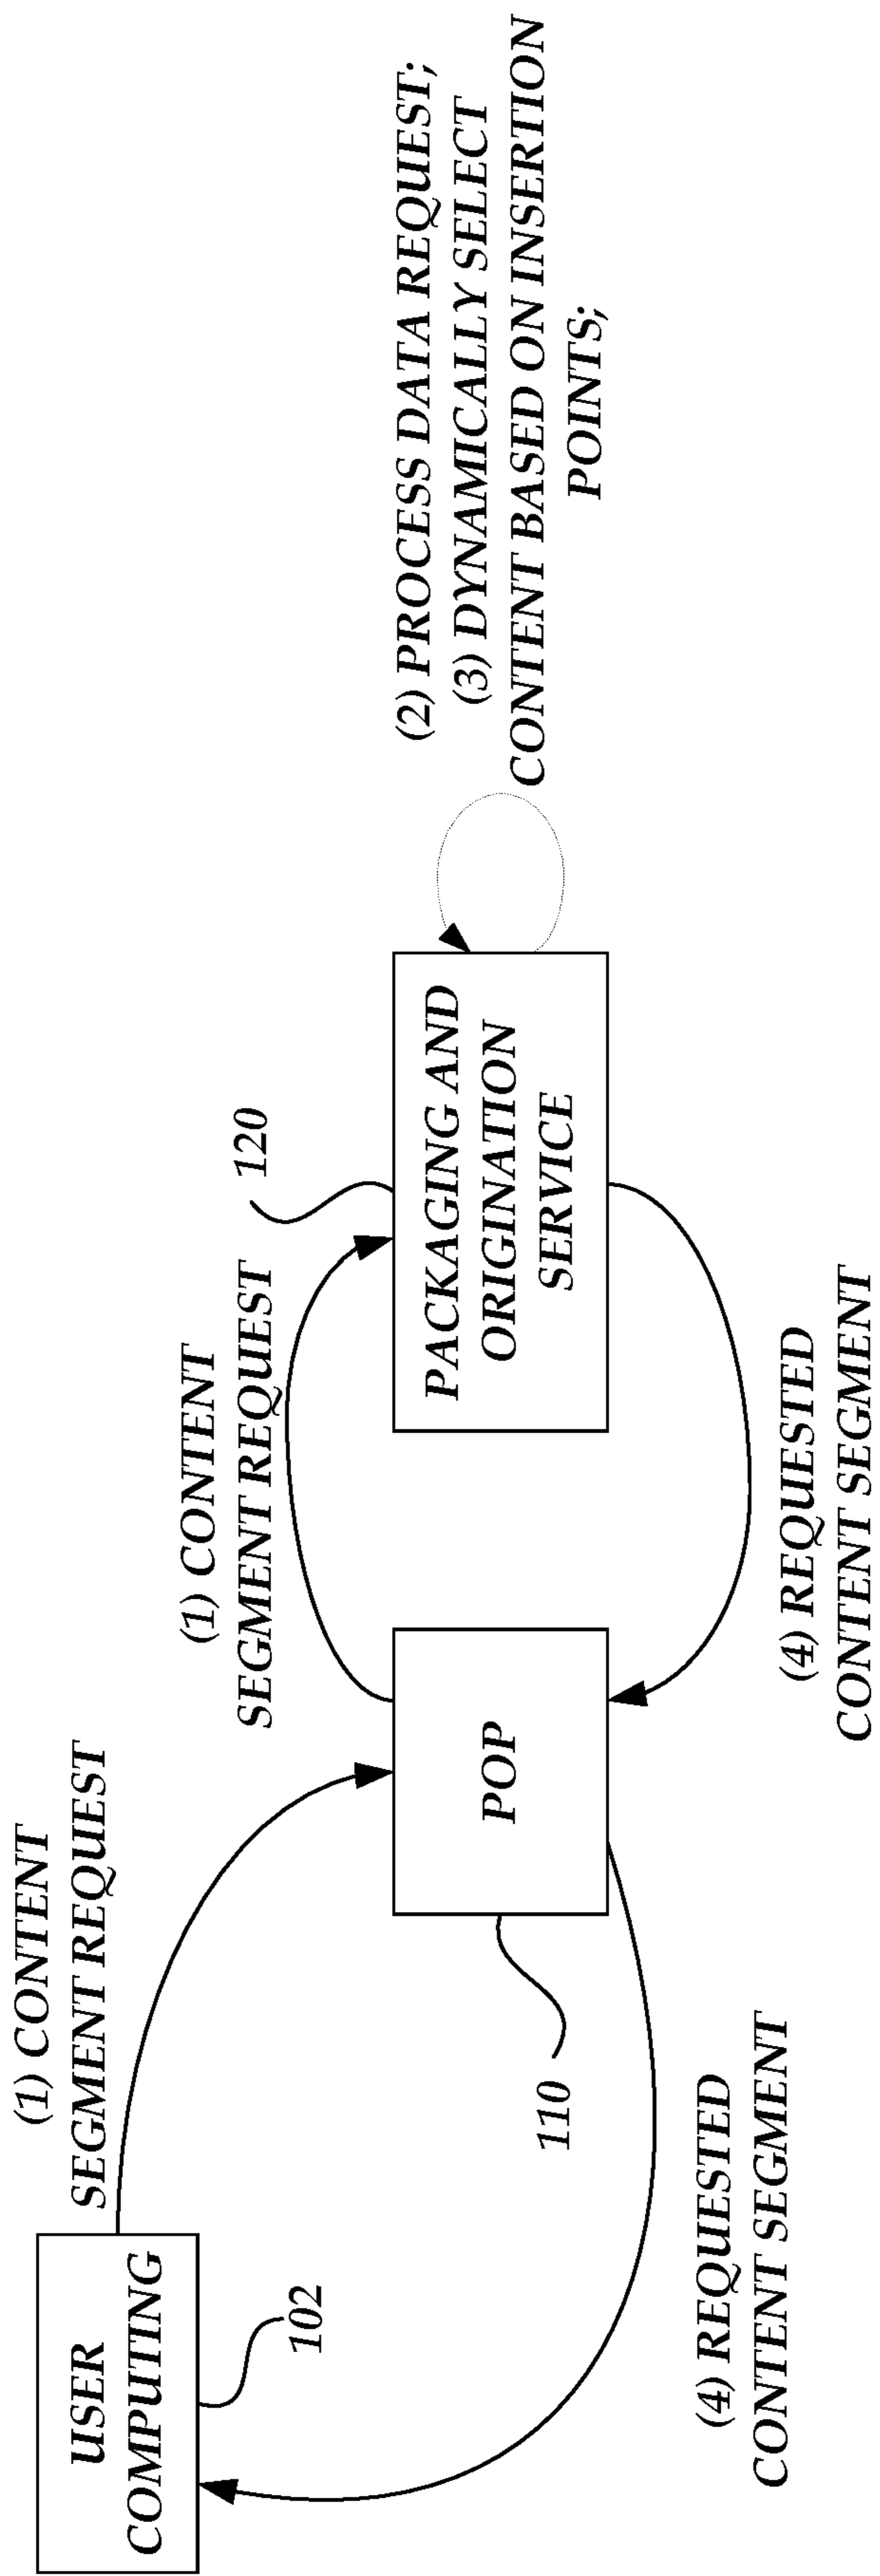 (1) CONTENT
SEGMENT REQUEST
USER
COMPUTING
102
(1) CONTENT
SEGMENT REQUEST
120
POP
110
PACKAGING AND
ORIGINATION
SERVICE
(2) PROCESS DATA REQUEST;
(3) DYNAMICALLY SELECT
CONTENT BASED ON INSERTION
POINTS;
(4) REQUESTED
CONTENT SEGMENT
(4) REQUESTED
CONTENT SEGMENT